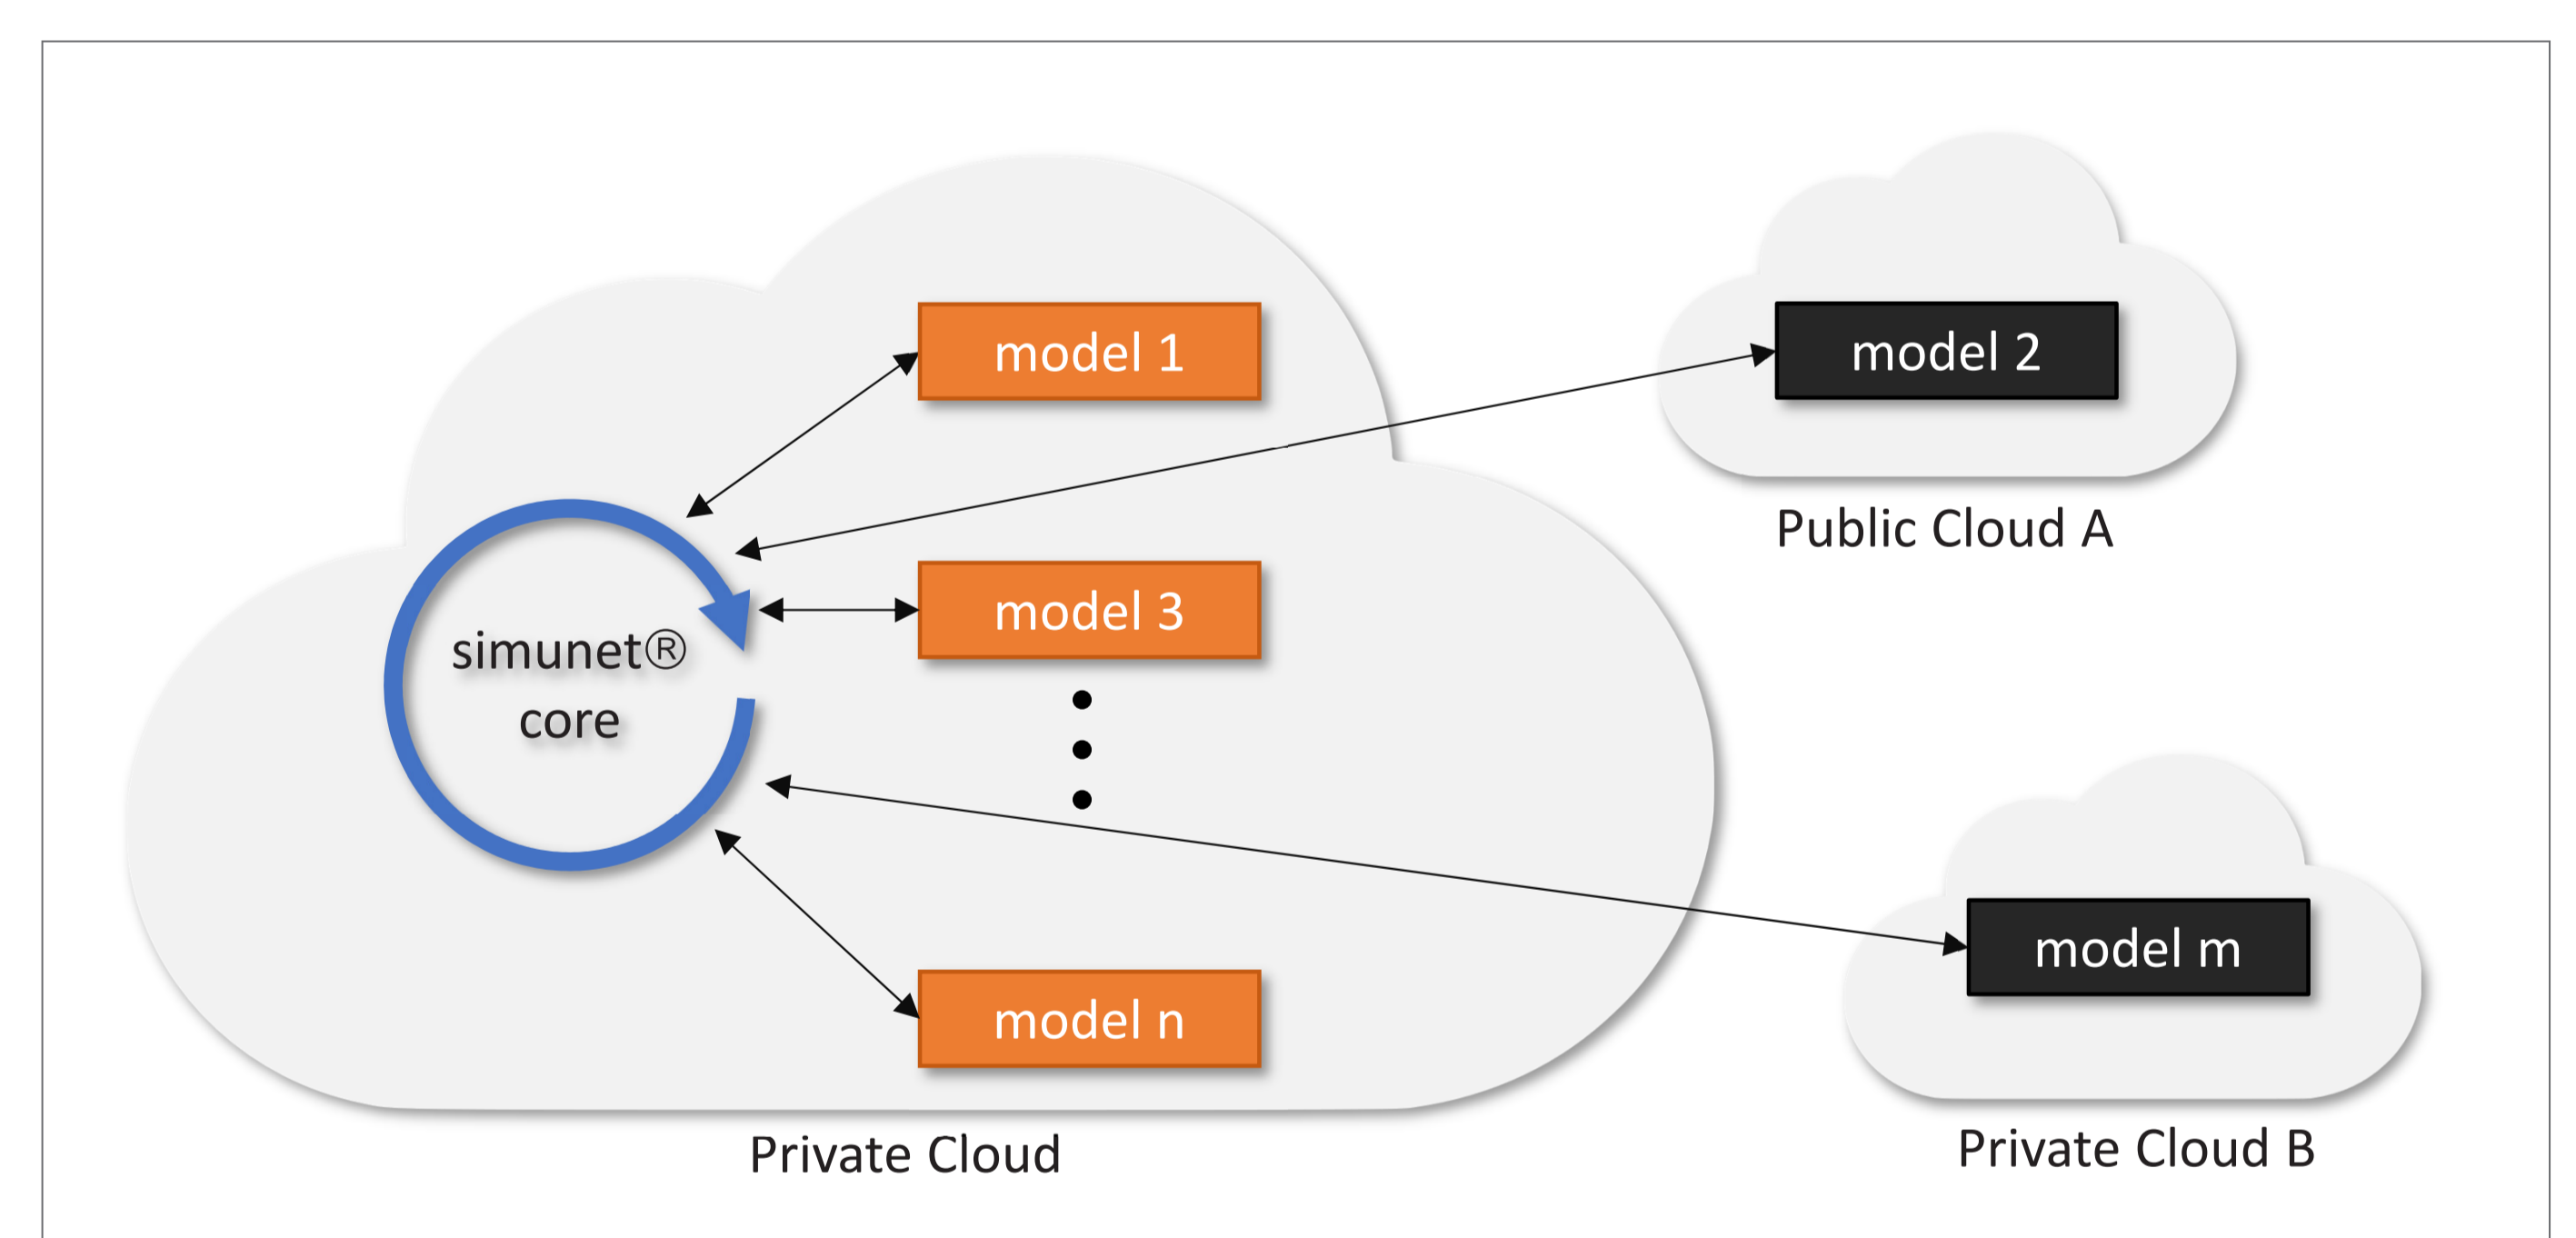 model 1
model 2
Public Cloud A
simunet®
core
model 3
model m
model n
Private Cloud
Private Cloud B